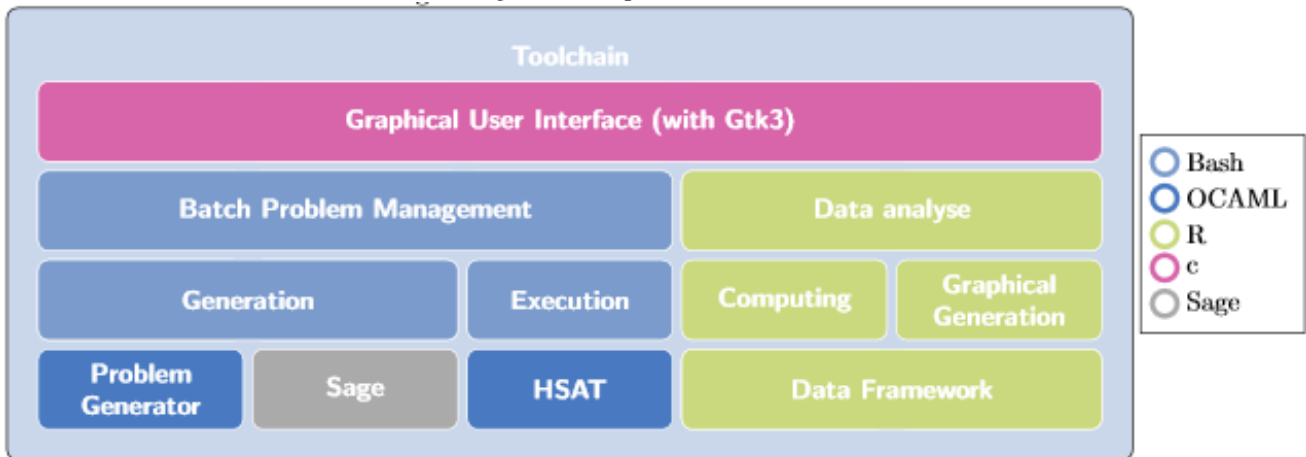 Toolchain
Graphical User Interface (with Gtk3)
Batch Problem Management
Data analyse
Generation
Execution
Computing
Graphical
Generation
Problem
Generator
Sage
HSAT
Data Framework
Bash
OCAML
R
c
Sage